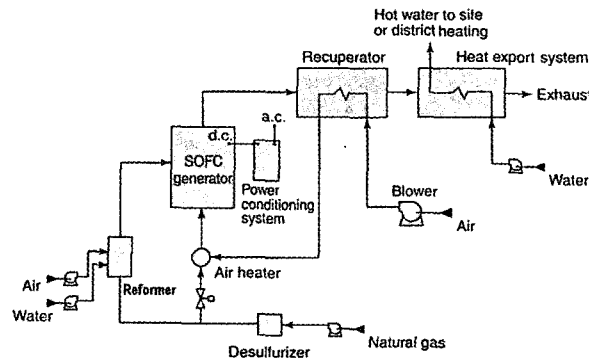 Hot water to site
or district heating
Recuperator
Heat export system
Exhaust
a.c.
d.c.
SOFC
generator
Power
conditioning
system
Blower
Water
Air
Air heater
Reformer
Air
Water
Desulfurizer
Natural gas